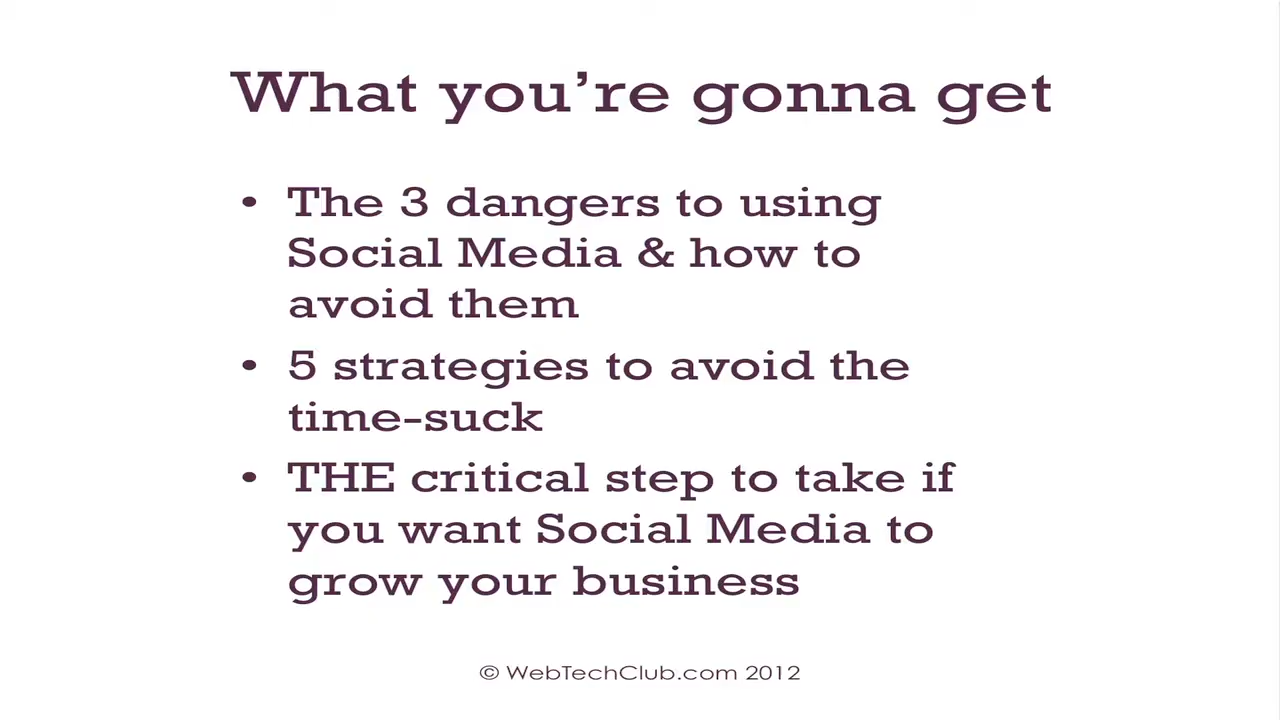 What you’re gonna get
• The 3 dangers to using
Social Media & how to
avoid them
• 5 strategies to avoid the
time-suck
• THE critical step to take if
you want Social Media to
grow your business
© WebTechClub.com 2012